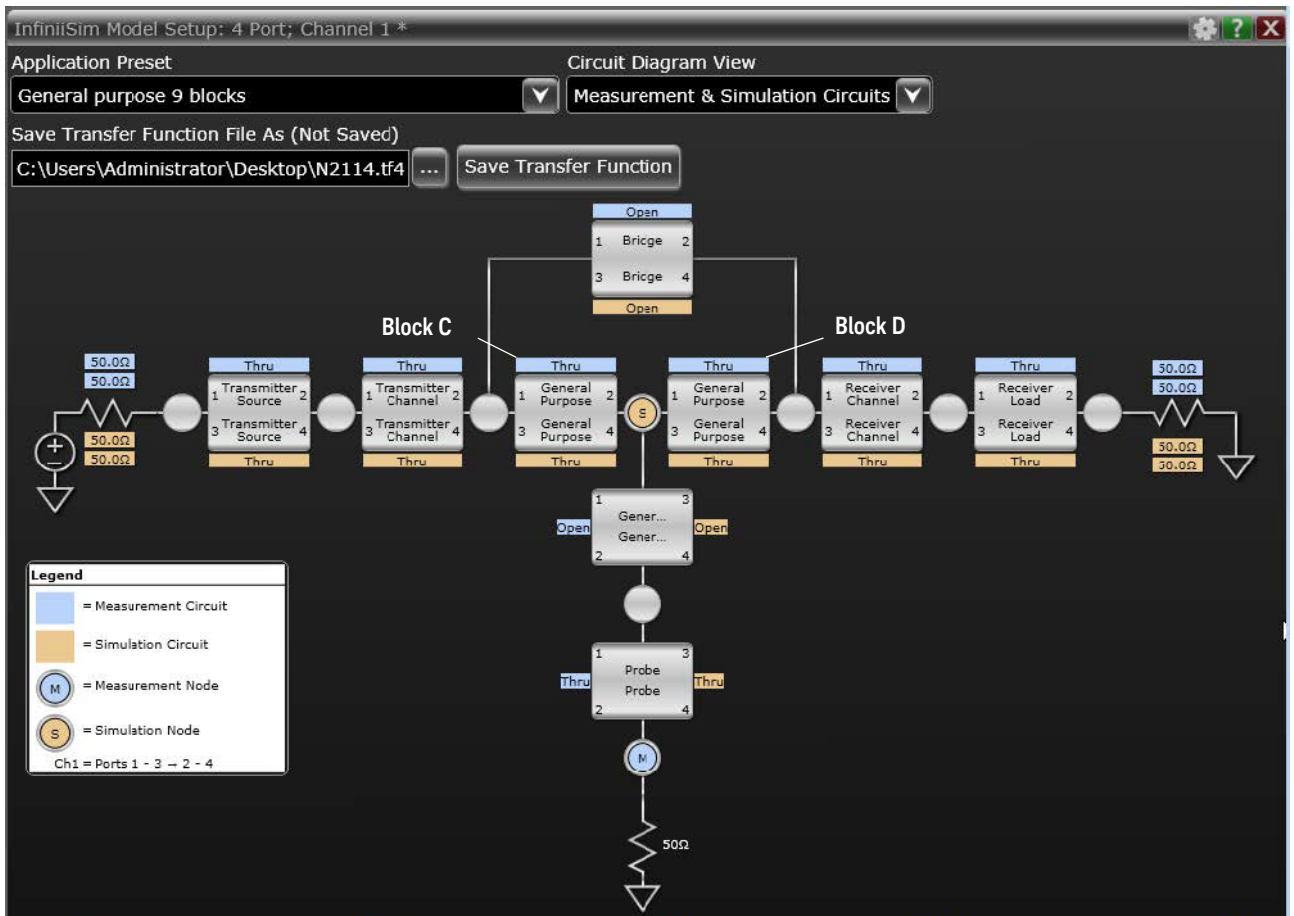 InfiniiSim Model Setup: 4 Port; Channel 1 *
? X
Application Preset
Circuit Diagram View
General purpose 9 blocks
Measurement & Simulation Circuits
Save Transfer Function File As (Not Saved)
C:\Users\Administrator\Desktop\N2114.tf4
...
Save Transfer Function
Open
1 Bricge 2
3 Bricge 4
Open
Block C
Block D
50.0Ω
50.0Ω
50.0Ω
50.0Ω
Thru
1 Transmitter Source 2
3 Transmitter Source 4
Thru
Thru
1 Transmitter Channel 2
3 Transmitter Channel 4
Thru
Thru
1 General Purpose 2
3 General Purpose 4
Thru
S
Thru
1 General Purpose 2
3 General Purpose 4
Thru
Thru
1 Receiver Channel 2
3 Receiver Channel 4
Thru
Thru
1 Receiver Load 2
3 Receiver Load 4
Thru
50.0Ω
50.0Ω
50.0Ω
50.0Ω
+
−
1 3
Gener...
Open Open
Gener...
2 4
1 3
Probe
Thru Thru
Probe
2 4
M
50Ω
Legend
= Measurement Circuit
= Simulation Circuit
M = Measurement Node
S = Simulation Node
Ch1 = Ports 1 - 3 → 2 - 4